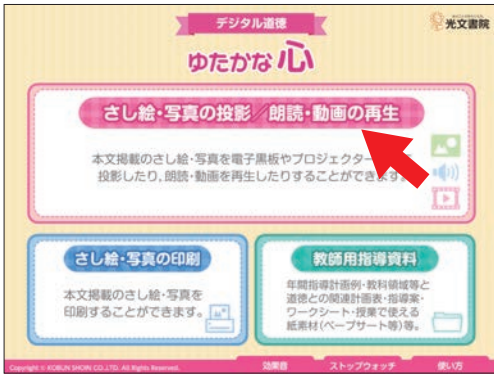 デジタル道徳
光文書院
ゆたかな心
さし絵・写真の投影／朗読・動画の再生
本文掲載のさし絵・写真を電子黒板やプロジェクター
投影したり、朗読・動画を再生したりすることができます。
さし絵・写真の印刷
本文掲載のさし絵・写真を
印刷することができます。
教師用指導資料
年間指導計画例・教科領域等と
道徳との関連計画表・指導案・
ワークシート・授業で使える
紙素材(ペープサート等)等。
Copyright © KOBUN SHOIN CO.,LTD. All Rights Reserved.
効果音
ストップウォッチ
使い方